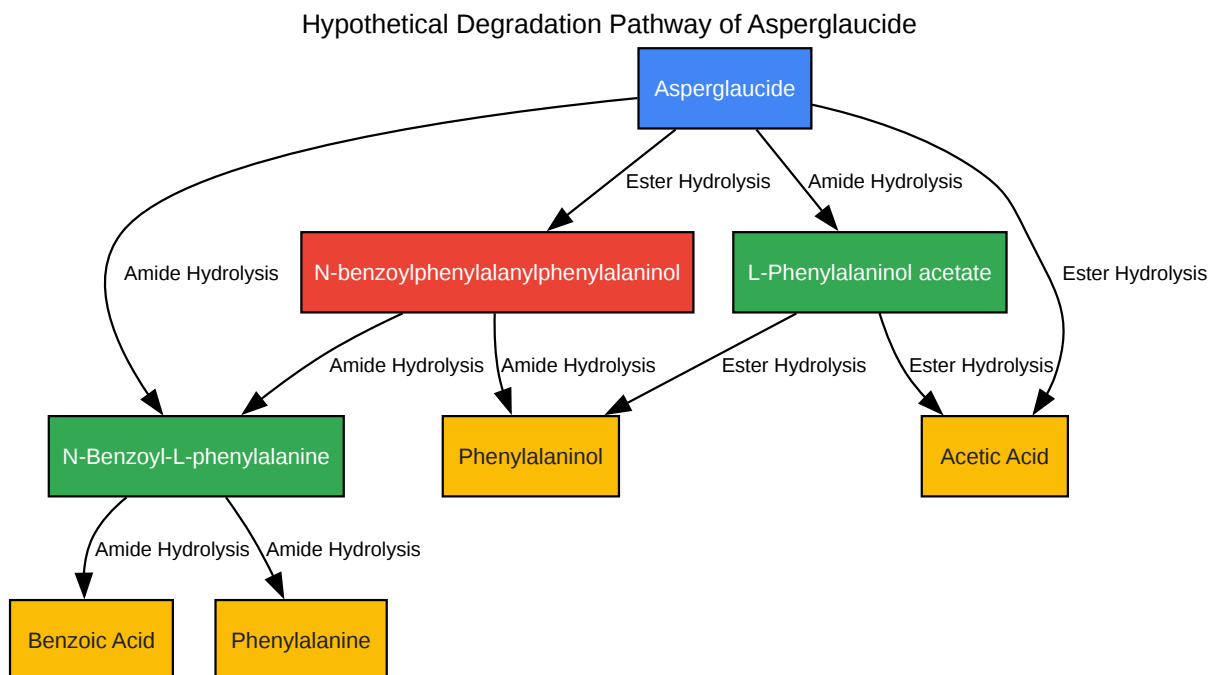 Hypothetical Degradation Pathway of Asperglaucide
Asperglaucide
Ester Hydrolysis
Amide Hydrolysis
N-benzoylphenylalanylphenylalaninol
L-Phenylalaninol acetate
Amide Hydrolysis
Ester Hydrolysis
Amide Hydrolysis
Amide Hydrolysis
Ester Hydrolysis
Ester Hydrolysis
N-Benzoyl-L-phenylalanine
Phenylalaninol
Acetic Acid
Amide Hydrolysis
Amide Hydrolysis
Benzoic Acid
Phenylalanine